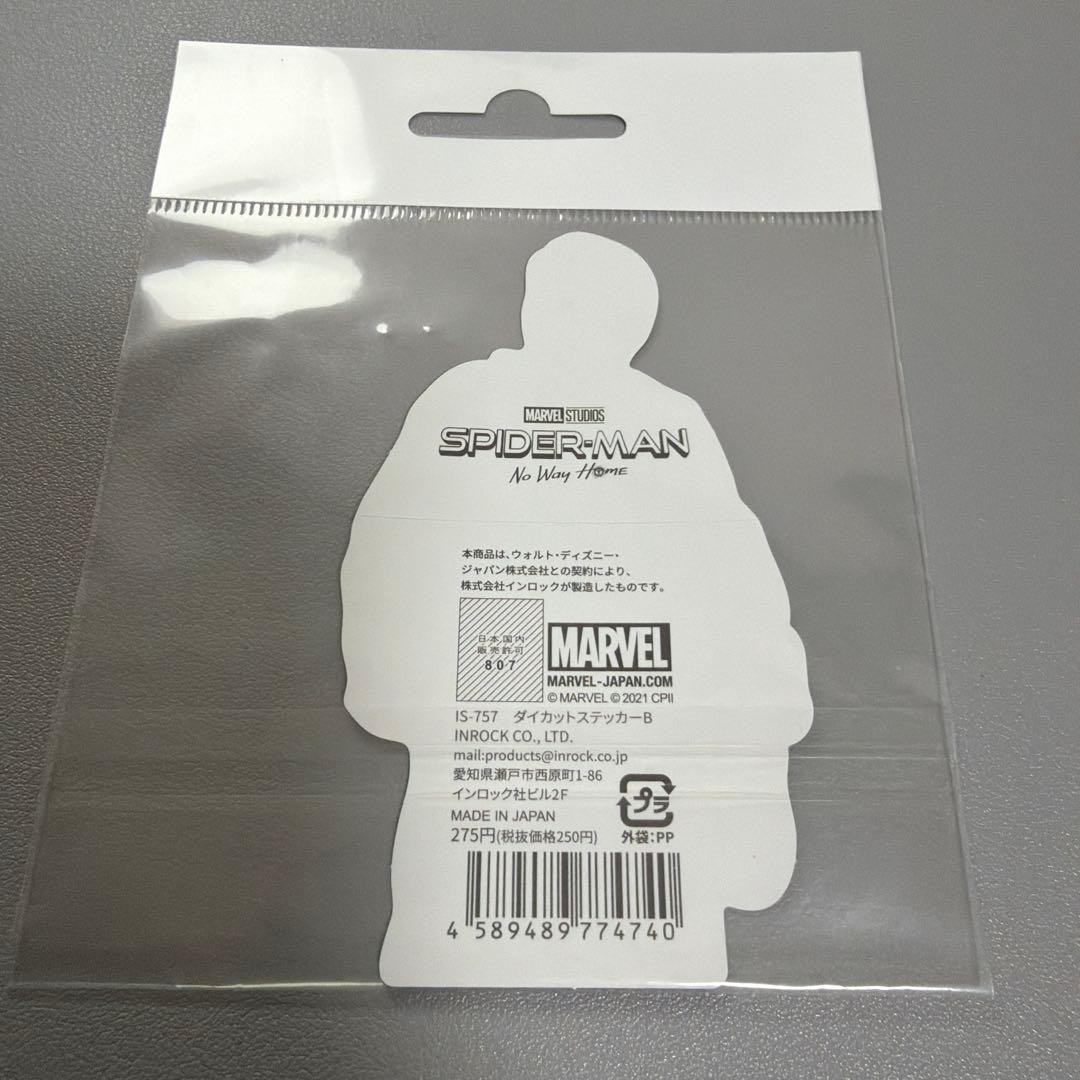 MARVEL STUDIOS
SPIDER-MAN
No Way Home
本商品は、ウォルト・ディズニー・
ジャパン株式会社との契約により、
株式会社インロックが製造したものです。
日本国内
販売許可
807
MARVEL
MARVEL-JAPAN.COM
© MARVEL © 2021 CPII
IS-757 ダイカットステッカーB
INROCK CO., LTD.
mail:products@inrock.co.jp
愛知県瀬戸市西原町1-86
インロック社ビル2F
MADE IN JAPAN
275円(税抜価格250円)
プラ
外袋:PP
4 589489 774740